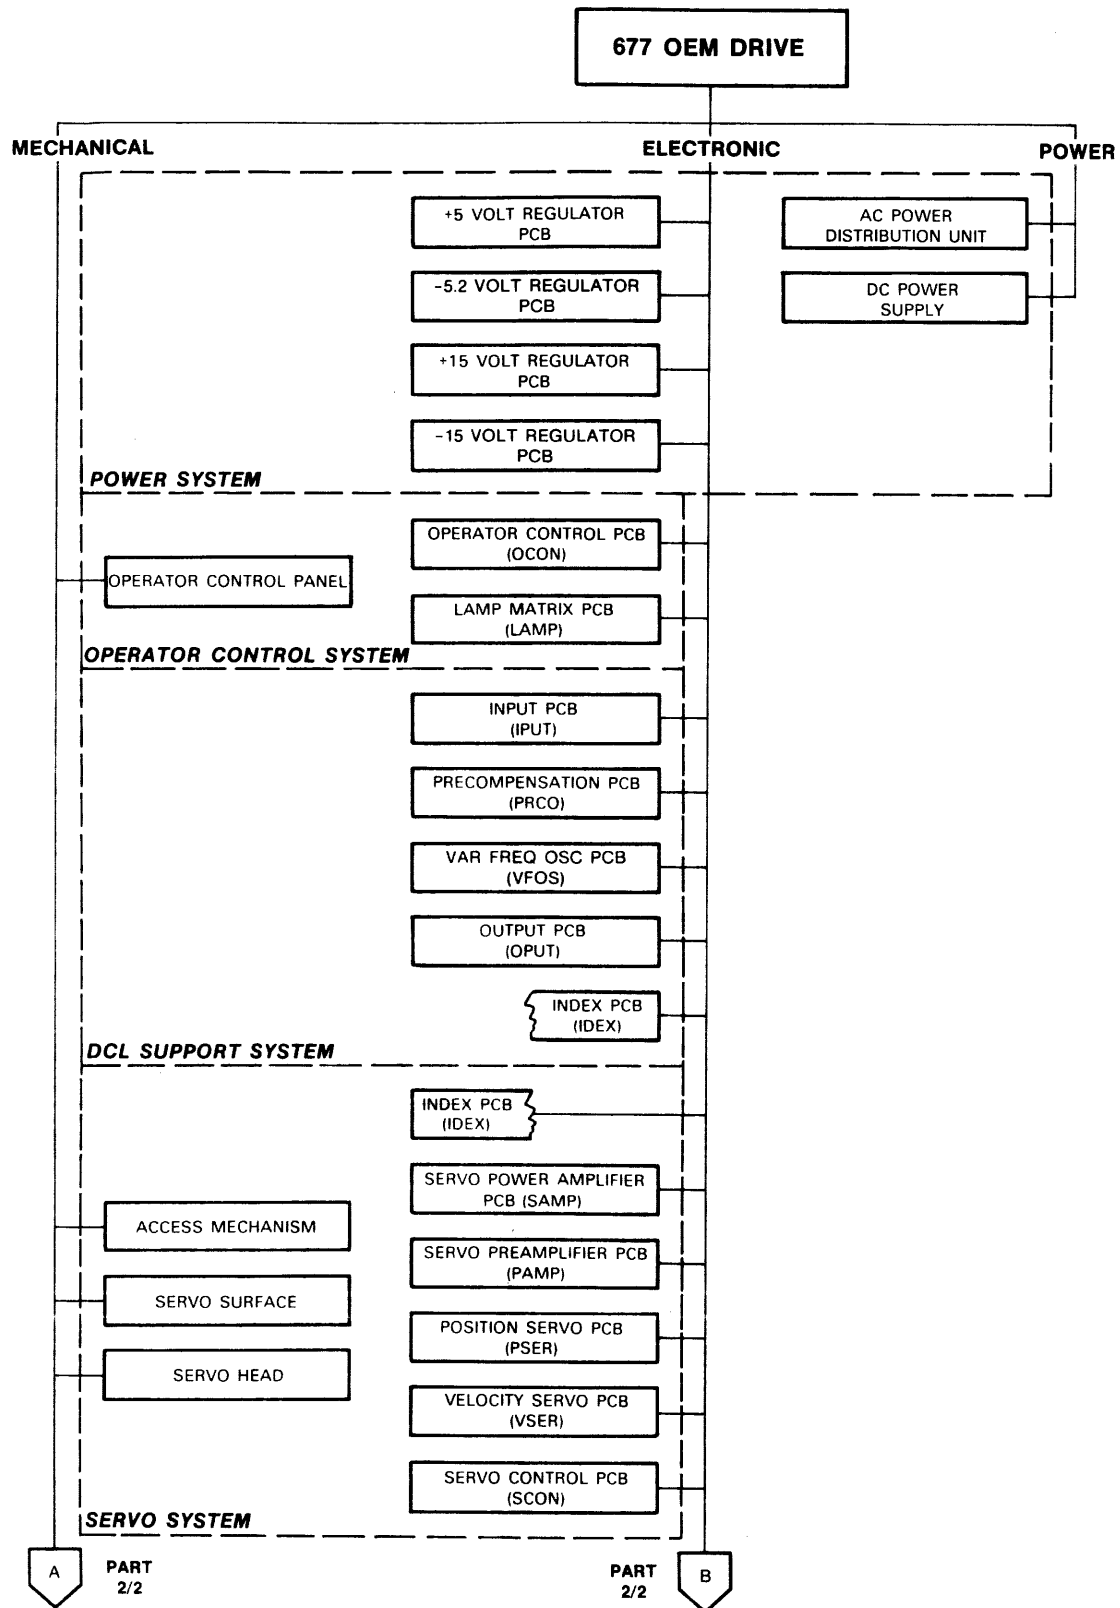 677 OEM DRIVE
MECHANICAL
ELECTRONIC
POWER
+5 VOLT REGULATOR
PCB
AC POWER
DISTRIBUTION UNIT
-5.2 VOLT REGULATOR
PCB
DC POWER
SUPPLY
+15 VOLT REGULATOR
PCB
-15 VOLT REGULATOR
PCB
POWER SYSTEM
OPERATOR CONTROL PCB
(OCON)
OPERATOR CONTROL PANEL
LAMP MATRIX PCB
(LAMP)
OPERATOR CONTROL SYSTEM
INPUT PCB
(IPUT)
PRECOMPENSATION PCB
(PRCO)
VAR FREQ OSC PCB
(VFOS)
OUTPUT PCB
(OPUT)
INDEX PCB
(IDEX)
DCL SUPPORT SYSTEM
INDEX PCB
(IDEX)
SERVO POWER AMPLIFIER
PCB (SAMP)
ACCESS MECHANISM
SERVO PREAMPLIFIER PCB
(PAMP)
SERVO SURFACE
POSITION SERVO PCB
(PSER)
SERVO HEAD
VELOCITY SERVO PCB
(VSER)
SERVO CONTROL PCB
(SCON)
SERVO SYSTEM
A
PART
2/2
PART
2/2
B